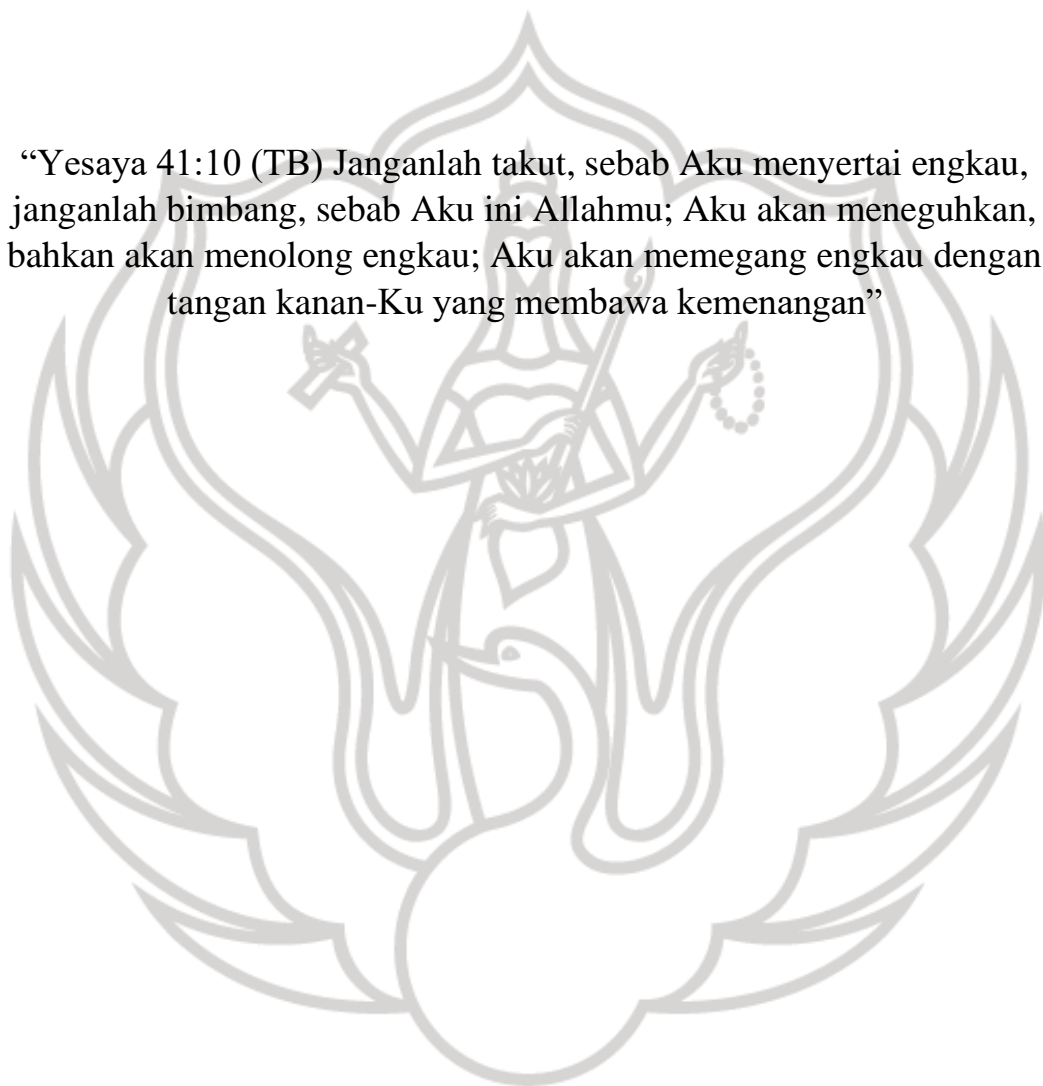 “Yesaya 41:10 (TB) Janganlah takut, sebab Aku menyertai engkau,
janganlah bimbang, sebab Aku ini Allahmu; Aku akan meneguhkan,
bahkan akan menolong engkau; Aku akan memegang engkau dengan
tangan kanan-Ku yang membawa kemenangan”